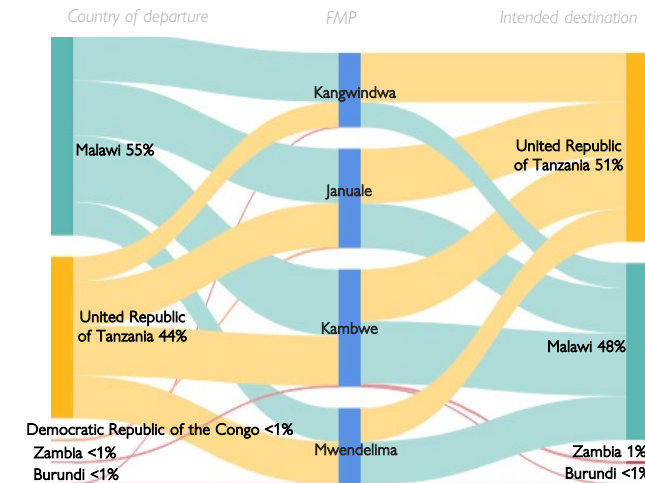 Country of departure
FMP
Intended destination
Kangwindwa
Malawi 55%
United Republic
of Tanzania 51%
Januale
United Republic
of Tanzania 44%
Kambwe
Malawi 48%
Democratic Republic of the Congo <1%
Mwendelima
Zambia <1%
Zambia 1%
Burundi <1%
Burundi <1%